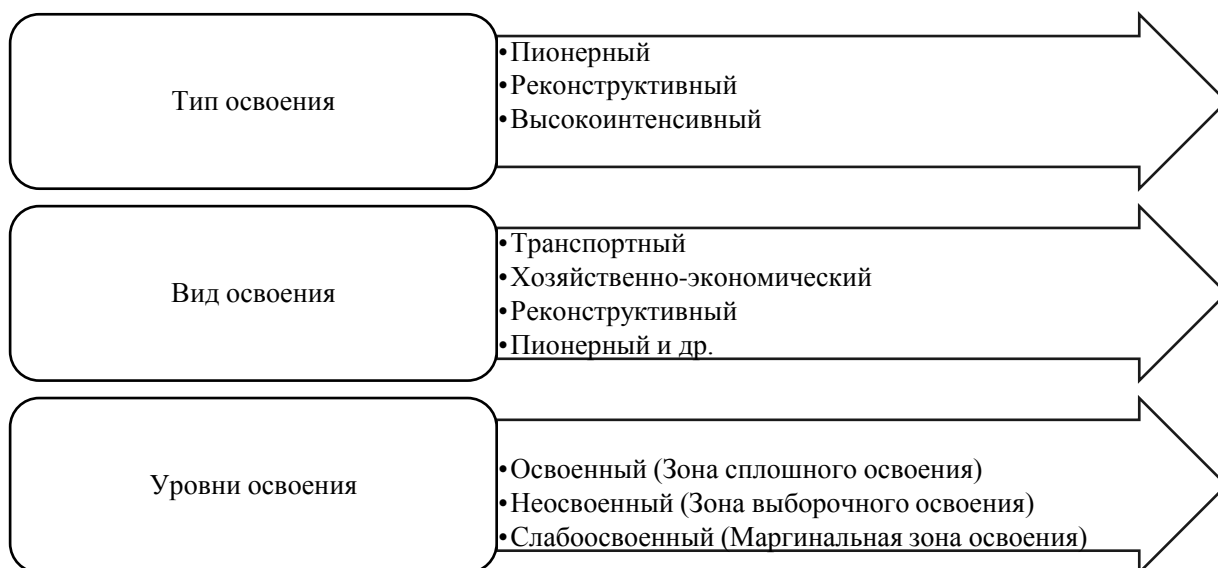 Тип освоения
•Пионерный
•Реконструктивный
•Высокоинтенсивный
Вид освоения
•Транспортный
•Хозяйственно-экономический
•Реконструктивный
•Пионерный и др.
Уровни освоения
•Освоенный (Зона сплошного освоения)
•Неосвоенный (Зона выборочного освоения)
•Слабоосвоенный (Маргинальная зона освоения)